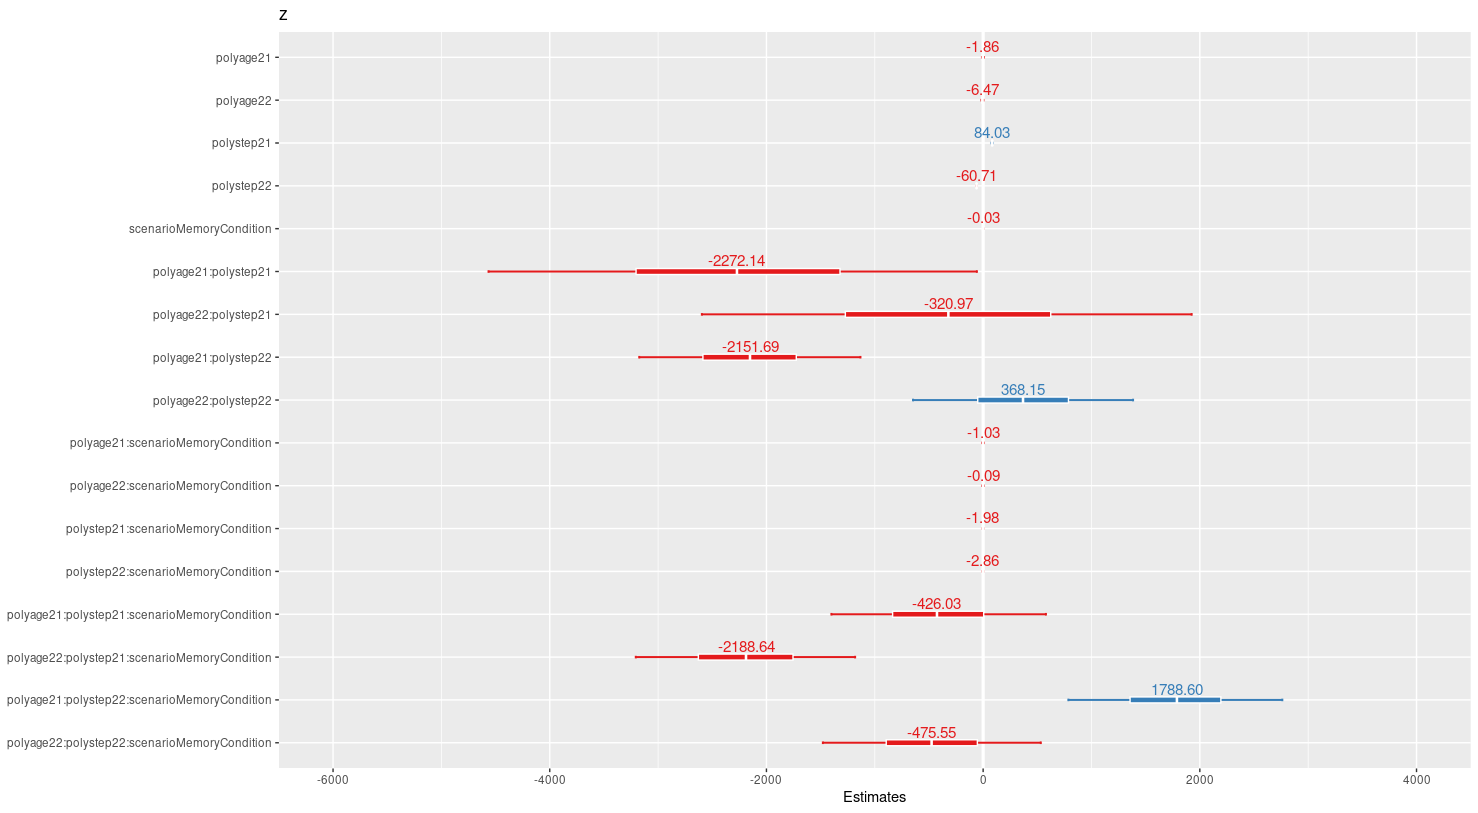 z
polyage21
-1.86
polyage22
-6.47
polystep21
84.03
polystep22
-60.71
scenarioMemoryCondition
-0.03
polyage21:polystep21
-2272.14
polyage22:polystep21
-320.97
polyage21:polystep22
-2151.69
polyage22:polystep22
368.15
polyage21:scenarioMemoryCondition
-1.03
polyage22:scenarioMemoryCondition
-0.09
polystep21:scenarioMemoryCondition
-1.98
polystep22:scenarioMemoryCondition
-2.86
polyage21:polystep21:scenarioMemoryCondition
-426.03
polyage22:polystep21:scenarioMemoryCondition
-2188.64
polyage21:polystep22:scenarioMemoryCondition
1788.60
polyage22:polystep22:scenarioMemoryCondition
-475.55
-6000 -4000 -2000 0 2000 4000
Estimates